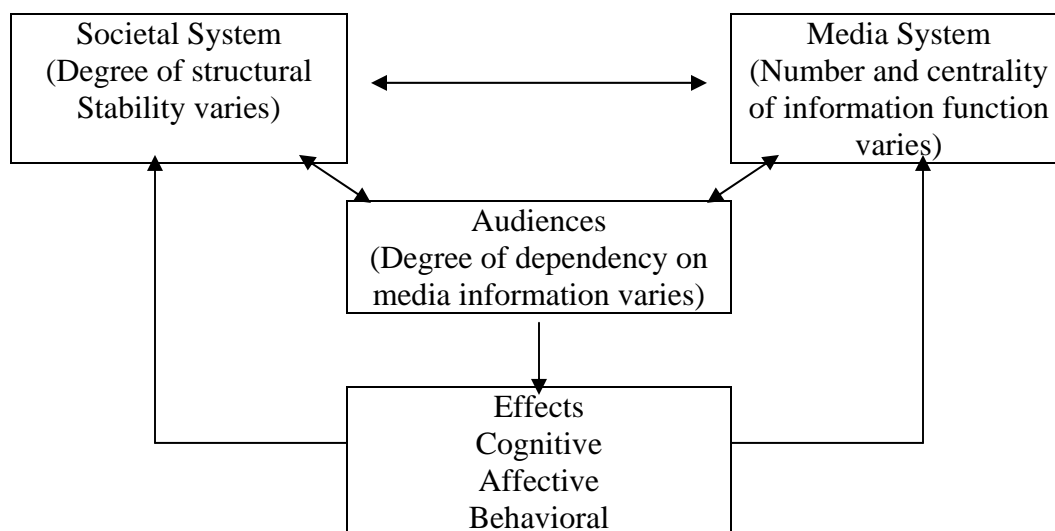 Societal System
(Degree of structural
Stability varies)
Media System
(Number and centrality
of information function
varies)
Audiences
(Degree of dependency on
media information varies)
Effects
Cognitive
Affective
Behavioral